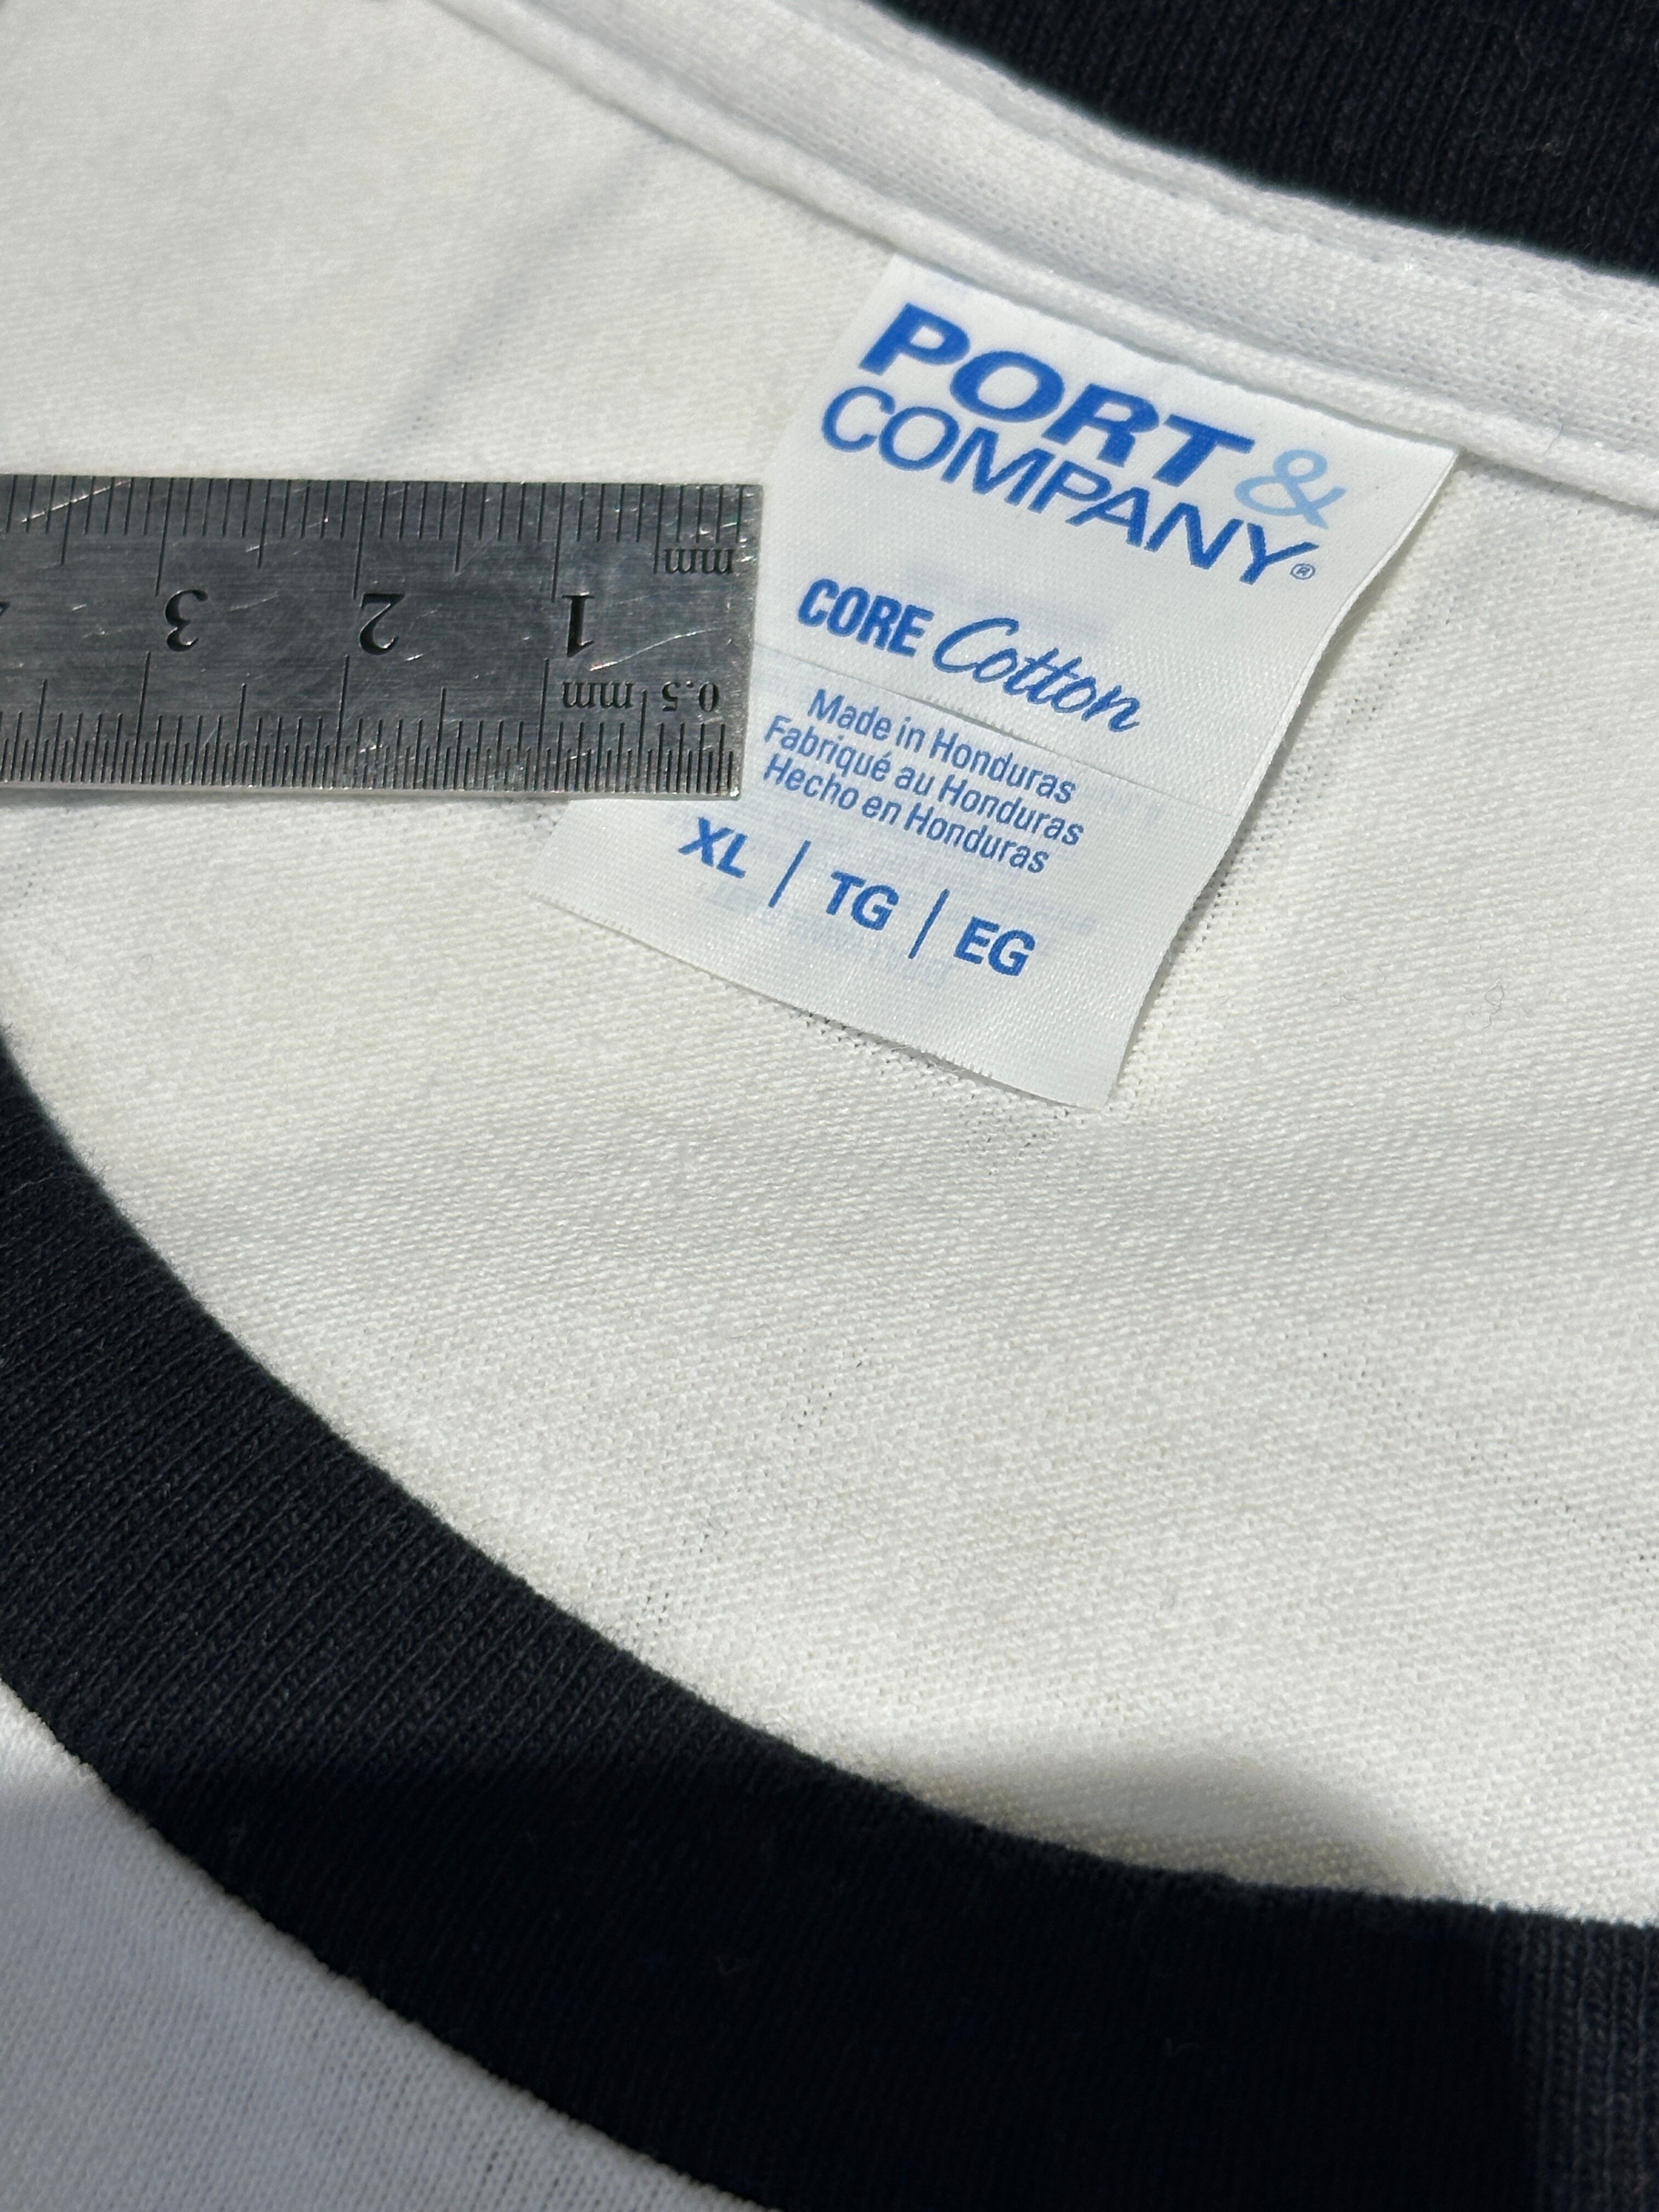 PORT &
COMPANY®
CORE Cotton
Made in Honduras
Fabriqué au Honduras
Hecho en Honduras
XL | TG | EG
mm
1 2 3
0.5 mm